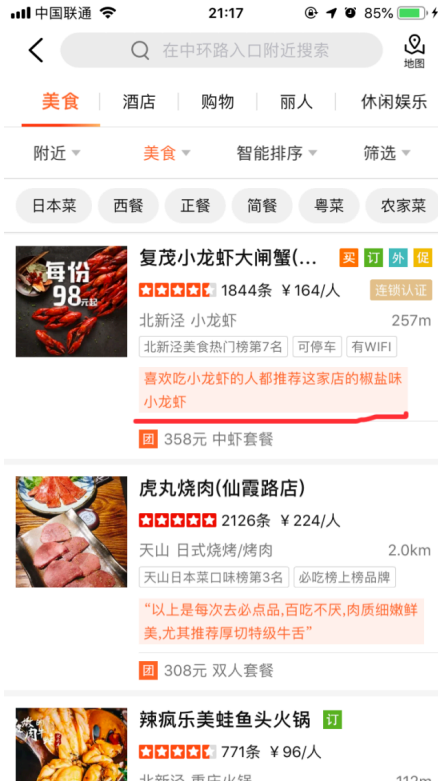 中国联通 21:17 85%
在中环路入口附近搜索
地图
美食 酒店 购物 丽人 休闲娱乐
附近 美食 智能排序 筛选
日本菜 西餐 正餐 简餐 粤菜 农家菜
每份
98元起
复茂小龙虾大闸蟹(... 买 订 外 促
1844条 ￥164/人 连锁认证
北新泾 小龙虾 257m
北新泾美食热门榜第7名 可停车 有WIFI
喜欢吃小龙虾的人都推荐这家店的椒盐味
小龙虾
团 358元 中虾套餐
虎丸烧肉(仙霞路店)
2126条 ￥224/人
天山 日式烧烤/烤肉 2.0km
天山日本菜口味榜第3名 必吃榜上榜品牌
“以上是每次去必点品,百吃不厌,肉质细嫩鲜
美,尤其推荐厚切特级牛舌”
团 308元 双人套餐
辣疯乐美蛙鱼头火锅 订
771条 ￥96/人
北新泾 重庆火锅 112m